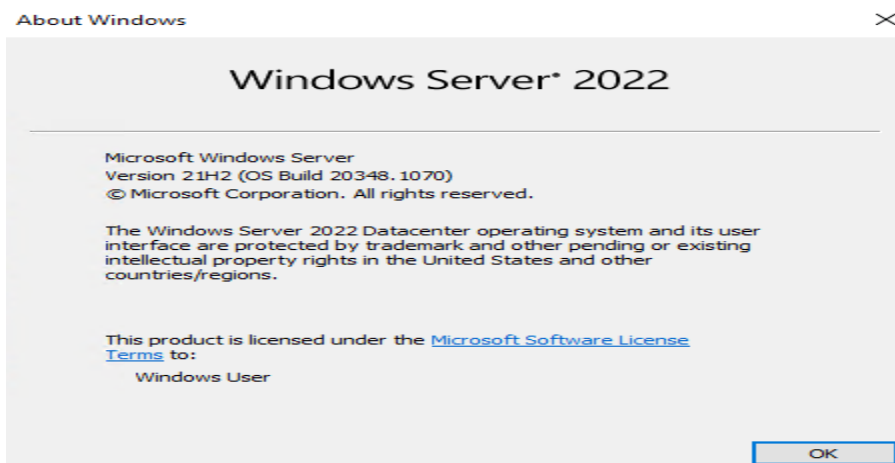 About Windows
Windows Server• 2022
Microsoft Windows Server
Version 21H2 (OS Build 20348.1070)
© Microsoft Corporation. All rights reserved.
The Windows Server 2022 Datacenter operating system and its user
interface are protected by trademark and other pending or existing
intellectual property rights in the United States and other
countries/regions.
This product is licensed under the Microsoft Software License
Terms to:
Windows User
OK